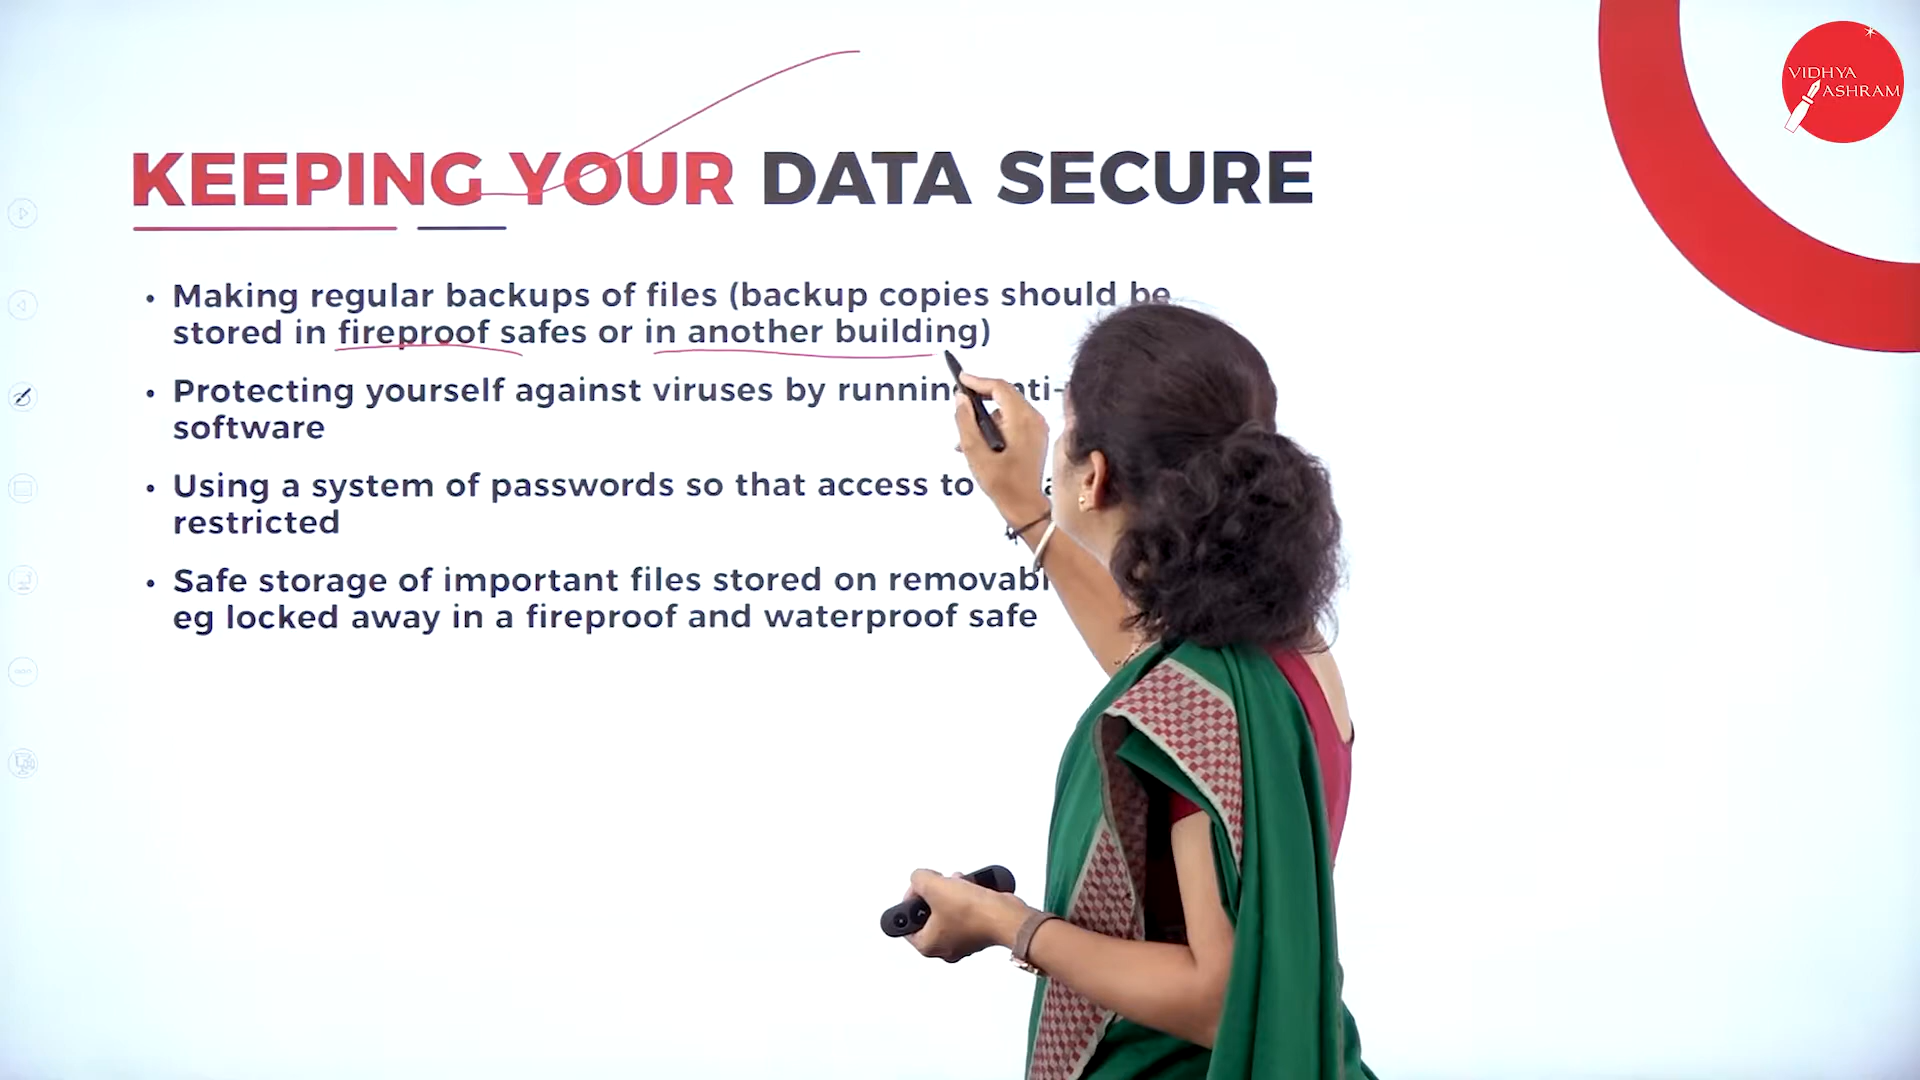 VIDHYA
ASHRAM
KEEPING YOUR DATA SECURE
• Making regular backups of files (backup copies should be
stored in fireproof safes or in another building)
• Protecting yourself against viruses by running
software
• Using a system of passwords so that access to
restricted
• Safe storage of important files stored on
eg locked away in a fireproof and waterproof safe